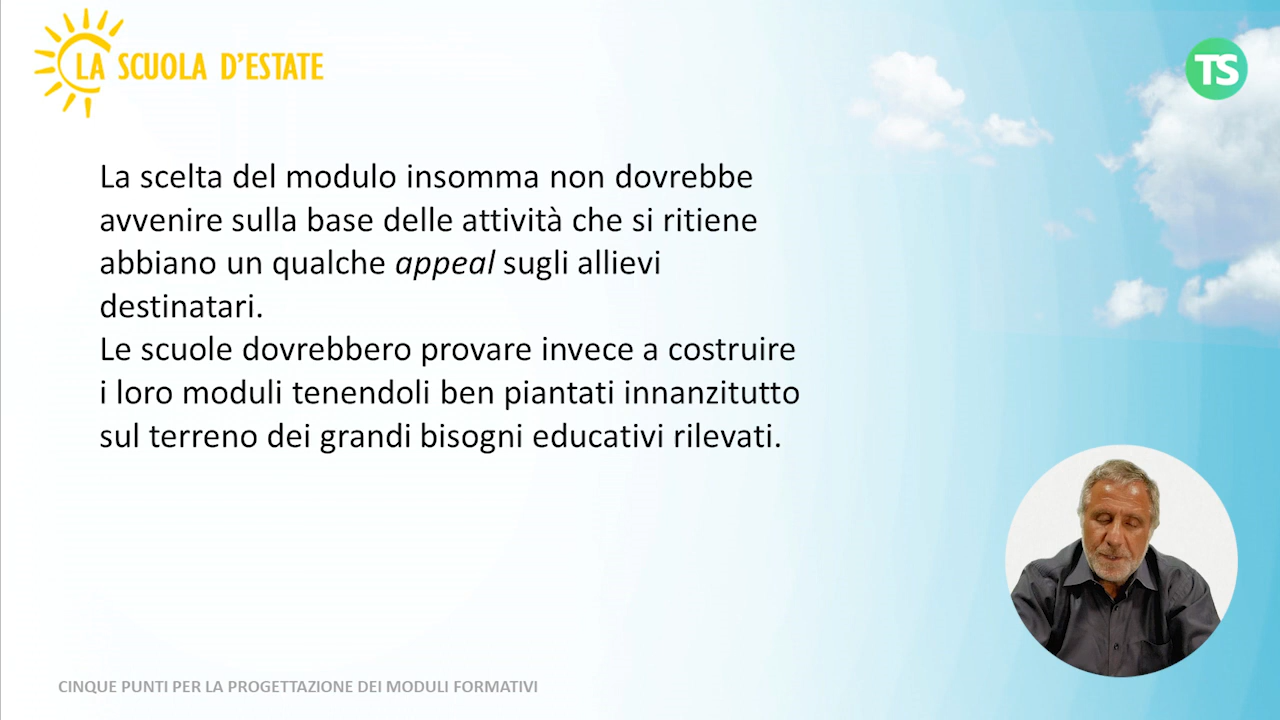 LA SCUOLA D'ESTATE
TS
La scelta del modulo insomma non dovrebbe
avvenire sulla base delle attività che si ritiene
abbiano un qualche appeal sugli allievi
destinatari.
Le scuole dovrebbero provare invece a costruire
i loro moduli tenendoli ben piantati innanzitutto
sul terreno dei grandi bisogni educativi rilevati.
CINQUE PUNTI PER LA PROGETTAZIONE DEI MODULI FORMATIVI